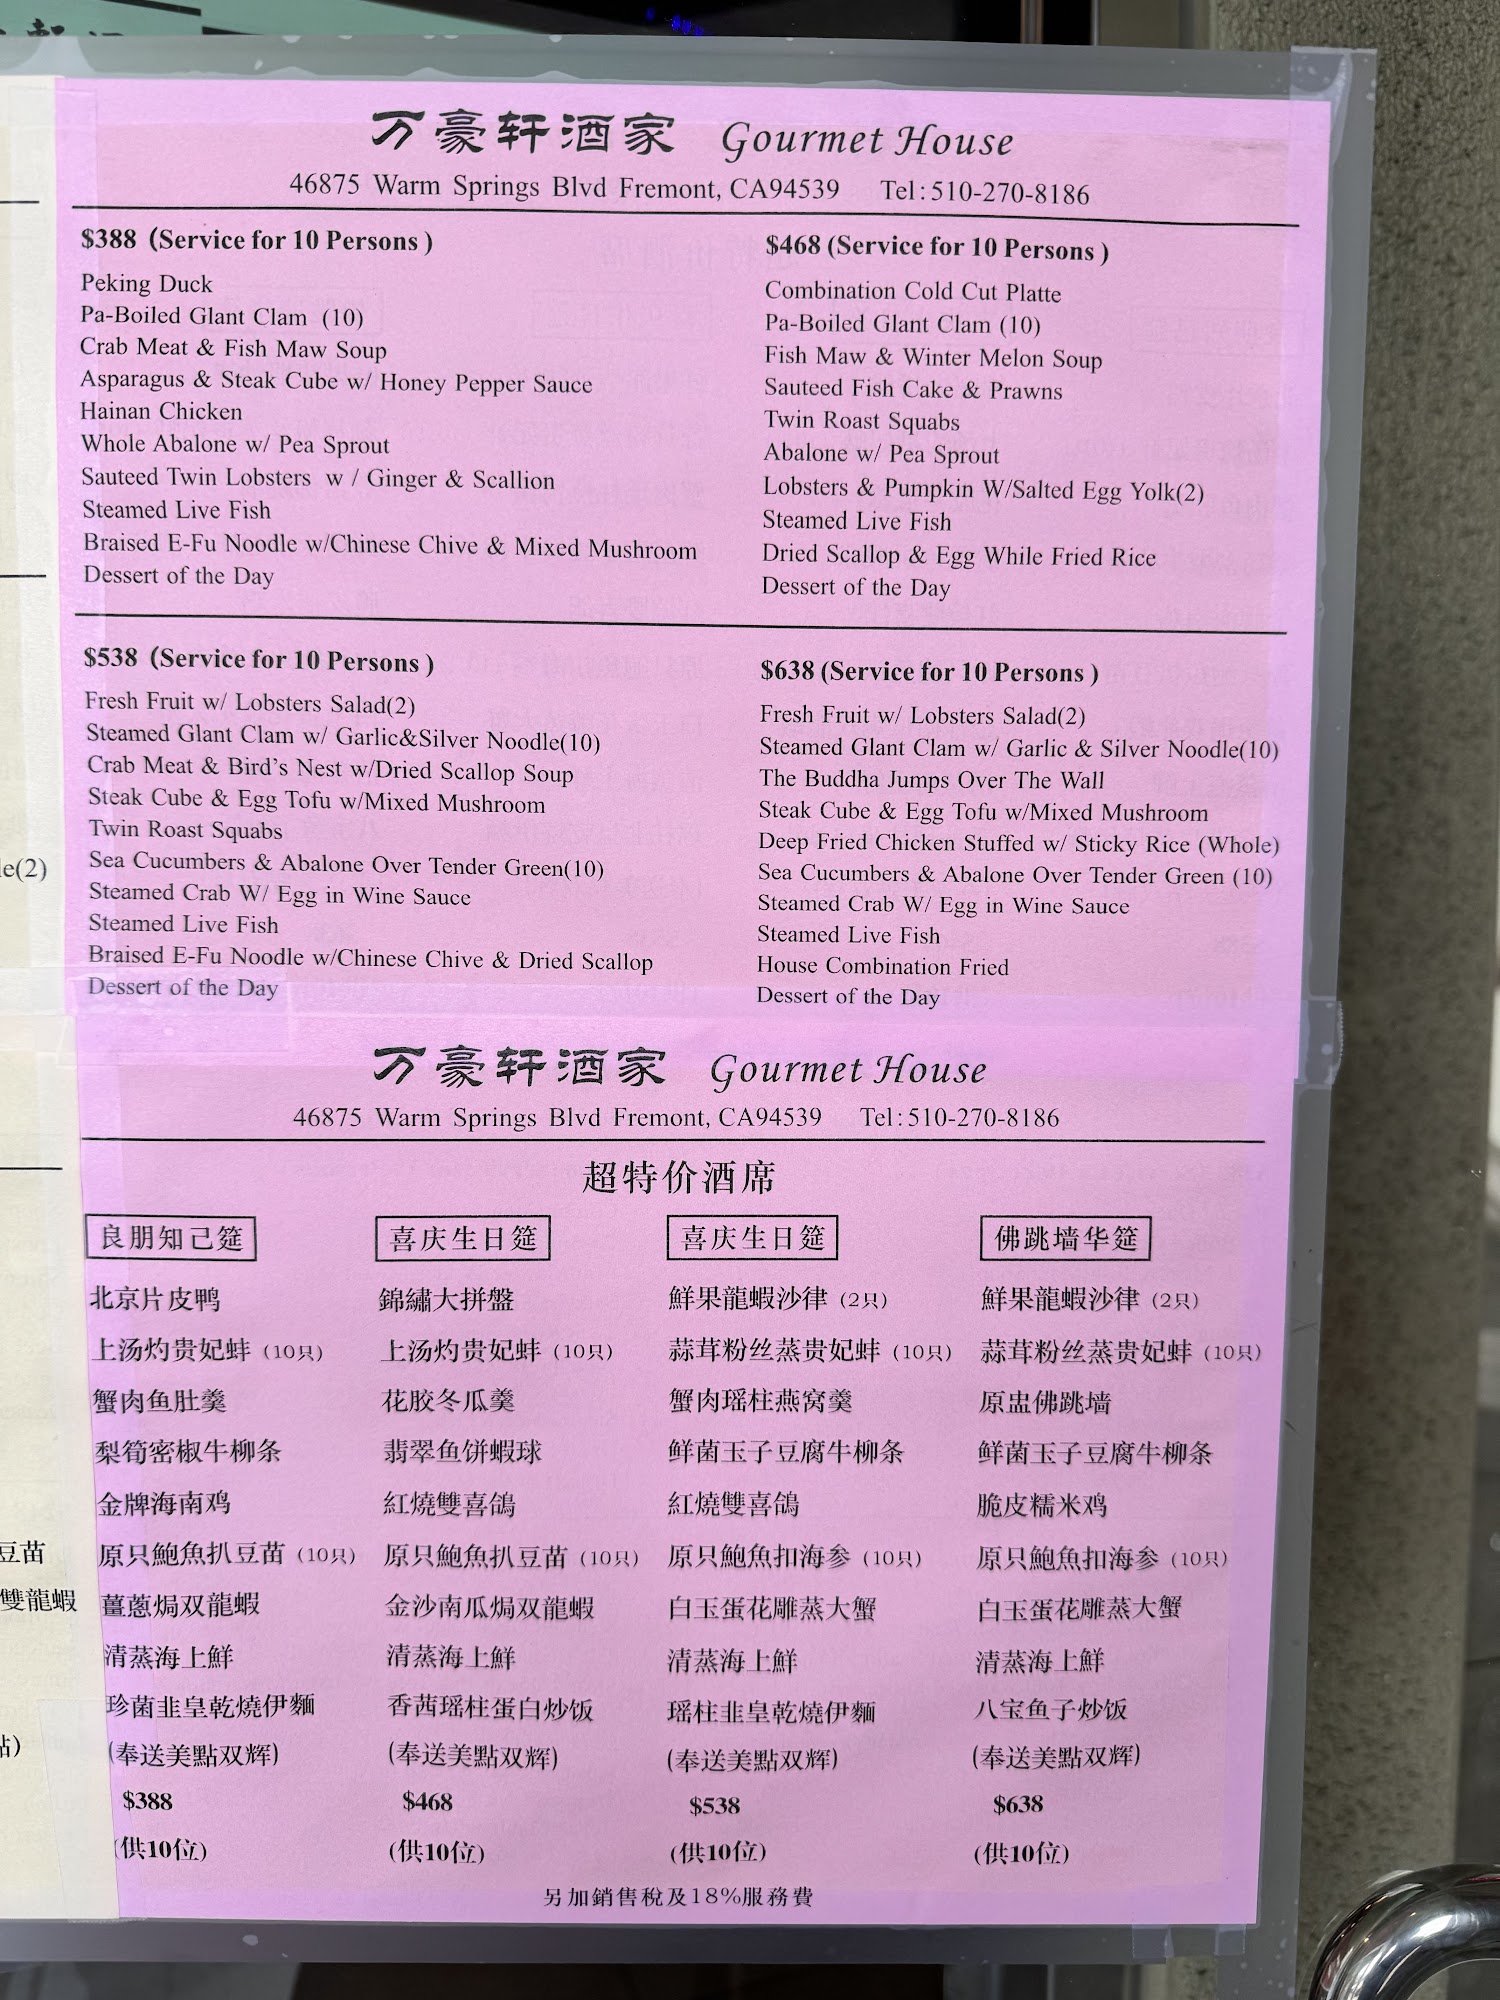 万豪轩酒家 Gourmet House
46875 Warm Springs Blvd Fremont, CA94539 Tel:510-270-8186
$388 (Service for 10 Persons )
Peking Duck
Pa-Boiled Glant Clam (10)
Crab Meat & Fish Maw Soup
Asparagus & Steak Cube w/ Honey Pepper Sauce
Hainan Chicken
Whole Abalone w/ Pea Sprout
Sauteed Twin Lobsters w / Ginger & Scallion
Steamed Live Fish
Braised E-Fu Noodle w/Chinese Chive & Mixed Mushroom
Dessert of the Day
$468 (Service for 10 Persons )
Combination Cold Cut Platte
Pa-Boiled Glant Clam (10)
Fish Maw & Winter Melon Soup
Sauteed Fish Cake & Prawns
Twin Roast Squabs
Abalone w/ Pea Sprout
Lobsters & Pumpkin W/Salted Egg Yolk(2)
Steamed Live Fish
Dried Scallop & Egg While Fried Rice
Dessert of the Day
$538 (Service for 10 Persons )
Fresh Fruit w/ Lobsters Salad(2)
Steamed Glant Clam w/ Garlic&Silver Noodle(10)
Crab Meat & Bird's Nest w/Dried Scallop Soup
Steak Cube & Egg Tofu w/Mixed Mushroom
Twin Roast Squabs
Sea Cucumbers & Abalone Over Tender Green(10)
Steamed Crab W/ Egg in Wine Sauce
Steamed Live Fish
Braised E-Fu Noodle w/Chinese Chive & Dried Scallop
Dessert of the Day
$638 (Service for 10 Persons )
Fresh Fruit w/ Lobsters Salad(2)
Steamed Glant Clam w/ Garlic & Silver Noodle(10)
The Buddha Jumps Over The Wall
Steak Cube & Egg Tofu w/Mixed Mushroom
Deep Fried Chicken Stuffed w/ Sticky Rice (Whole)
Sea Cucumbers & Abalone Over Tender Green (10)
Steamed Crab W/ Egg in Wine Sauce
Steamed Live Fish
House Combination Fried
Dessert of the Day
万豪轩酒家 Gourmet House
46875 Warm Springs Blvd Fremont, CA94539 Tel:510-270-8186
超特价酒席
良朋知己筵
北京片皮鸭
上汤灼贵妃蚌 (10只)
蟹肉鱼肚羹
梨筍密椒牛柳条
金牌海南鸡
原只鮑魚扒豆苗 (10只)
薑蔥焗双龍蝦
清蒸海上鮮
珍菌韭皇乾燒伊麵
(奉送美點双辉)
$388
(供10位)
喜庆生日筵
錦繡大拼盤
上汤灼贵妃蚌 (10只)
花胶冬瓜羹
翡翠鱼饼蝦球
紅燒雙喜鴿
原只鮑魚扒豆苗 (10只)
金沙南瓜焗双龍蝦
清蒸海上鮮
香茜瑶柱蛋白炒饭
(奉送美點双辉)
$468
(供10位)
喜庆生日筵
鮮果龍蝦沙律 (2只)
蒜茸粉丝蒸贵妃蚌 (10只)
蟹肉瑶柱燕窝羹
鲜菌玉子豆腐牛柳条
紅燒雙喜鴿
原只鮑魚扣海参 (10只)
白玉蛋花雕蒸大蟹
清蒸海上鮮
瑶柱韭皇乾燒伊麵
(奉送美點双辉)
$538
(供10位)
佛跳墙华筵
鮮果龍蝦沙律 (2只)
蒜茸粉丝蒸贵妃蚌 (10只)
原盅佛跳墙
鲜菌玉子豆腐牛柳条
脆皮糯米鸡
原只鮑魚扣海参 (10只)
白玉蛋花雕蒸大蟹
清蒸海上鮮
八宝鱼子炒饭
(奉送美點双辉)
$638
(供10位)
另加銷售稅及18%服務費
e(2)
豆苗
雙龍蝦